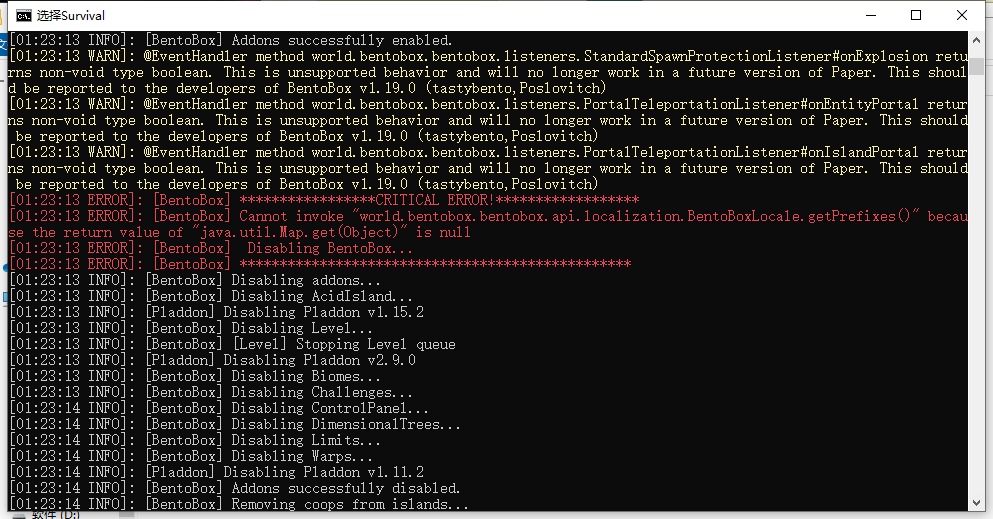 选择Survival
[01:23:13 INFO]: [BentoBox] Addons successfully enabled.
[01:23:13 WARN]: @EventHandler method world.bentobox.bentobox.listeners.StandardSpawnProtectionListener#onExplosion retu
rns non-void type boolean. This is unsupported behavior and will no longer work in a future version of Paper. This shoul
d be reported to the developers of BentoBox v1.19.0 (tastybento,Poslovitch)
[01:23:13 WARN]: @EventHandler method world.bentobox.bentobox.listeners.PortalTeleportationListener#onEntityPortal retur
ns non-void type boolean. This is unsupported behavior and will no longer work in a future version of Paper. This should
 be reported to the developers of BentoBox v1.19.0 (tastybento,Poslovitch)
[01:23:13 WARN]: @EventHandler method world.bentobox.bentobox.listeners.PortalTeleportationListener#onIslandPortal retur
ns non-void type boolean. This is unsupported behavior and will no longer work in a future version of Paper. This should
 be reported to the developers of BentoBox v1.19.0 (tastybento,Poslovitch)
[01:23:13 ERROR]: [BentoBox] *****************CRITICAL ERROR!******************
[01:23:13 ERROR]: [BentoBox] Cannot invoke "world.bentobox.bentobox.api.localization.BentoBoxLocale.getPrefixes()" becau
se the return value of "java.util.Map.get(Object)" is null
[01:23:13 ERROR]: [BentoBox]  Disabling BentoBox...
[01:23:13 ERROR]: [BentoBox] *************************************************
[01:23:13 INFO]: [BentoBox] Disabling addons...
[01:23:13 INFO]: [BentoBox] Disabling AcidIsland...
[01:23:13 INFO]: [Pladdon] Disabling Pladdon v1.15.2
[01:23:13 INFO]: [BentoBox] Disabling Level...
[01:23:13 INFO]: [BentoBox] [Level] Stopping Level queue
[01:23:13 INFO]: [Pladdon] Disabling Pladdon v2.9.0
[01:23:13 INFO]: [BentoBox] Disabling Biomes...
[01:23:13 INFO]: [BentoBox] Disabling Challenges...
[01:23:14 INFO]: [BentoBox] Disabling ControlPanel...
[01:23:14 INFO]: [BentoBox] Disabling DimensionalTrees...
[01:23:14 INFO]: [BentoBox] Disabling Limits...
[01:23:14 INFO]: [BentoBox] Disabling Warps...
[01:23:14 INFO]: [Pladdon] Disabling Pladdon v1.11.2
[01:23:14 INFO]: [BentoBox] Addons successfully disabled.
[01:23:14 INFO]: [BentoBox] Removing coops from islands...
软件 (D:)